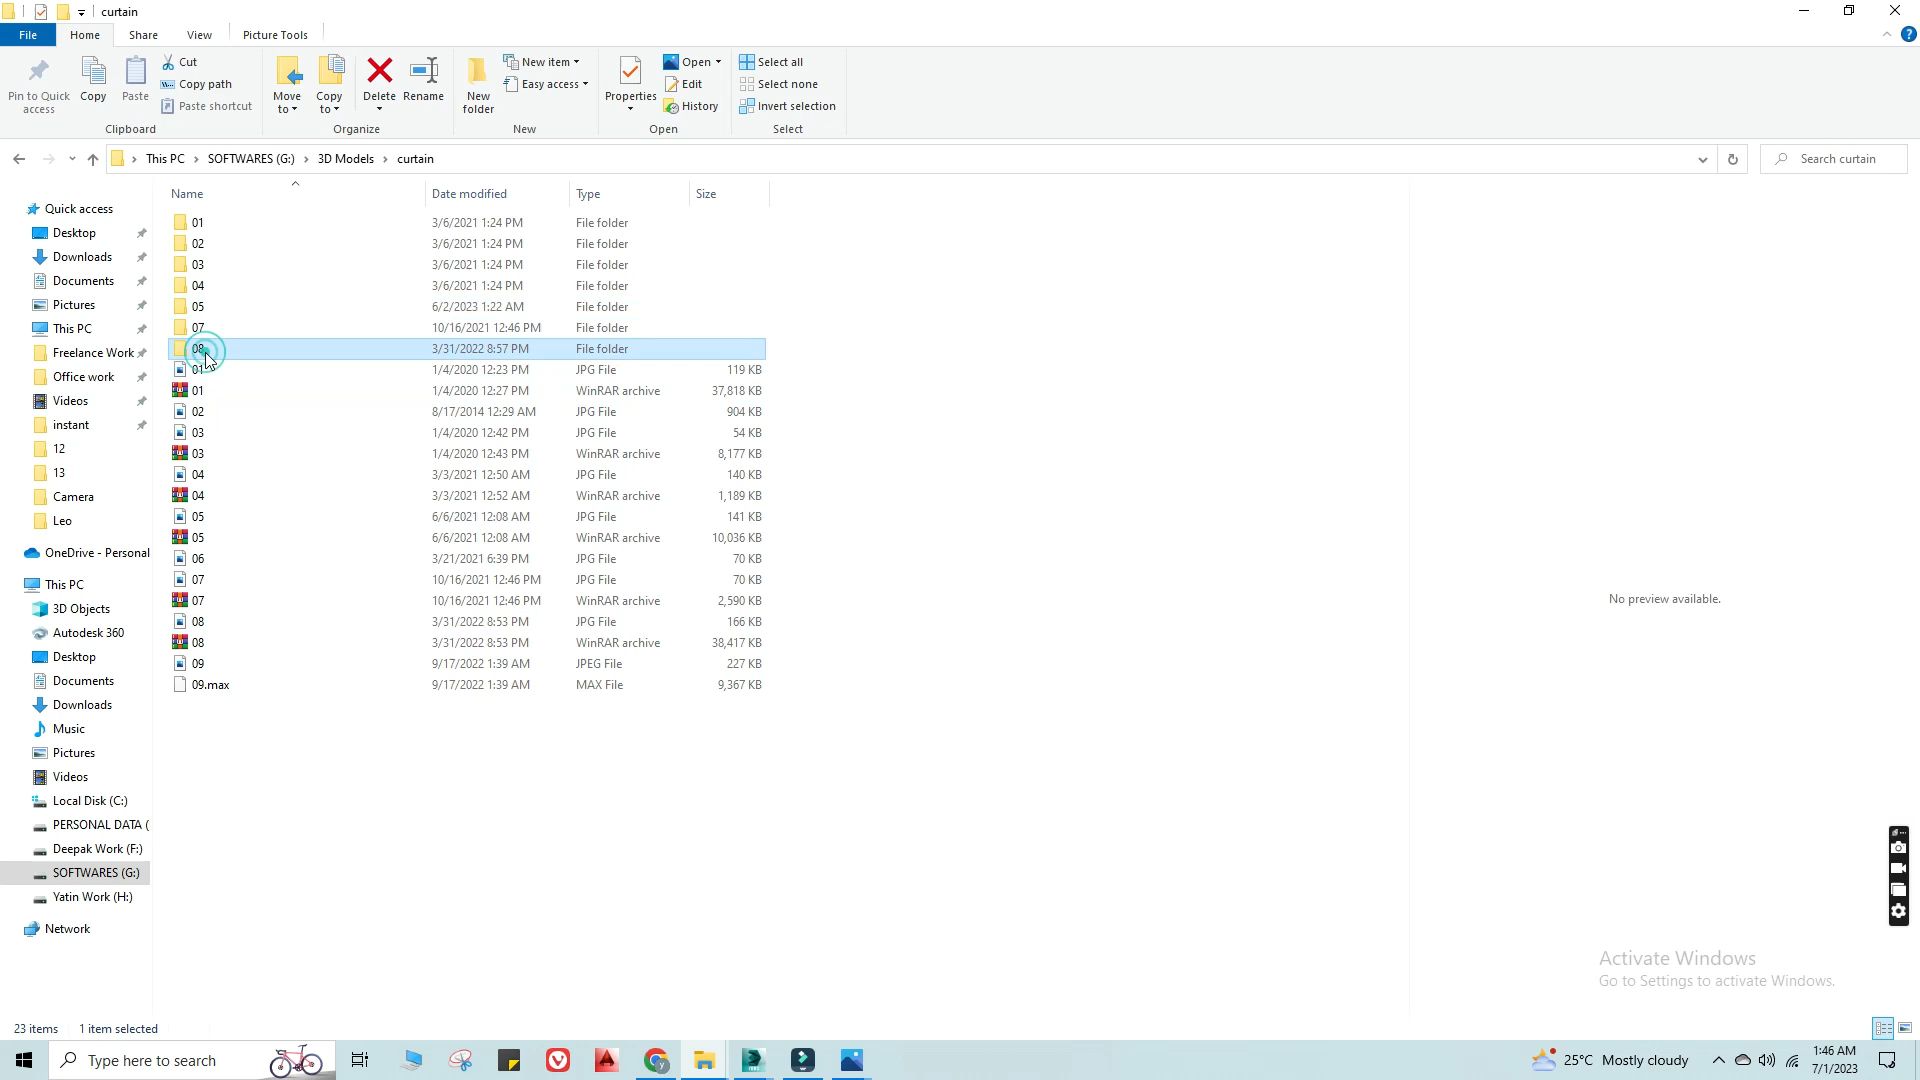 curtain
File Home Share View Picture Tools
Pin to Quick access
Copy
Paste
Cut
Copy path
Paste shortcut
Clipboard
Move to
Copy to
Delete
Rename
Organize
New folder
New item
Easy access
New
Properties
Open
Edit
History
Open
Select all
Select none
Invert selection
Select
This PC SOFTWARES (G:) 3D Models curtain
Search curtain
Name Date modified Type Size
01 3/6/2021 1:24 PM File folder
02 3/6/2021 1:24 PM File folder
03 3/6/2021 1:24 PM File folder
04 3/6/2021 1:24 PM File folder
05 6/2/2023 1:22 AM File folder
07 10/16/2021 12:46 PM File folder
08 3/31/2022 8:57 PM File folder
01 1/4/2020 12:23 PM JPG File 119 KB
01 1/4/2020 12:27 PM WinRAR archive 37,818 KB
02 8/17/2014 12:29 AM JPG File 904 KB
03 1/4/2020 12:42 PM JPG File 54 KB
03 1/4/2020 12:43 PM WinRAR archive 8,177 KB
04 3/3/2021 12:50 AM JPG File 140 KB
04 3/3/2021 12:52 AM WinRAR archive 1,189 KB
05 6/6/2021 12:08 AM JPG File 141 KB
05 6/6/2021 12:08 AM WinRAR archive 10,036 KB
06 3/21/2021 6:39 PM JPG File 70 KB
07 10/16/2021 12:46 PM JPG File 70 KB
07 10/16/2021 12:46 PM WinRAR archive 2,590 KB
08 3/31/2022 8:53 PM JPG File 166 KB
08 3/31/2022 8:53 PM WinRAR archive 38,417 KB
09 9/17/2022 1:39 AM JPEG File 227 KB
09.max 9/17/2022 1:39 AM MAX File 9,367 KB
Quick access
Desktop
Downloads
Documents
Pictures
This PC
Freelance Work
Office work
Videos
instant
12
13
Camera
Leo
OneDrive - Personal
This PC
3D Objects
Autodesk 360
Desktop
Documents
Downloads
Music
Pictures
Videos
Local Disk (C:)
PERSONAL DATA (
Deepak Work (F:)
SOFTWARES (G:)
Yatin Work (H:)
Network
No preview available.
Activate Windows
Go to Settings to activate Windows.
23 items 1 item selected
Type here to search
25°C Mostly cloudy
1:46 AM
7/1/2023